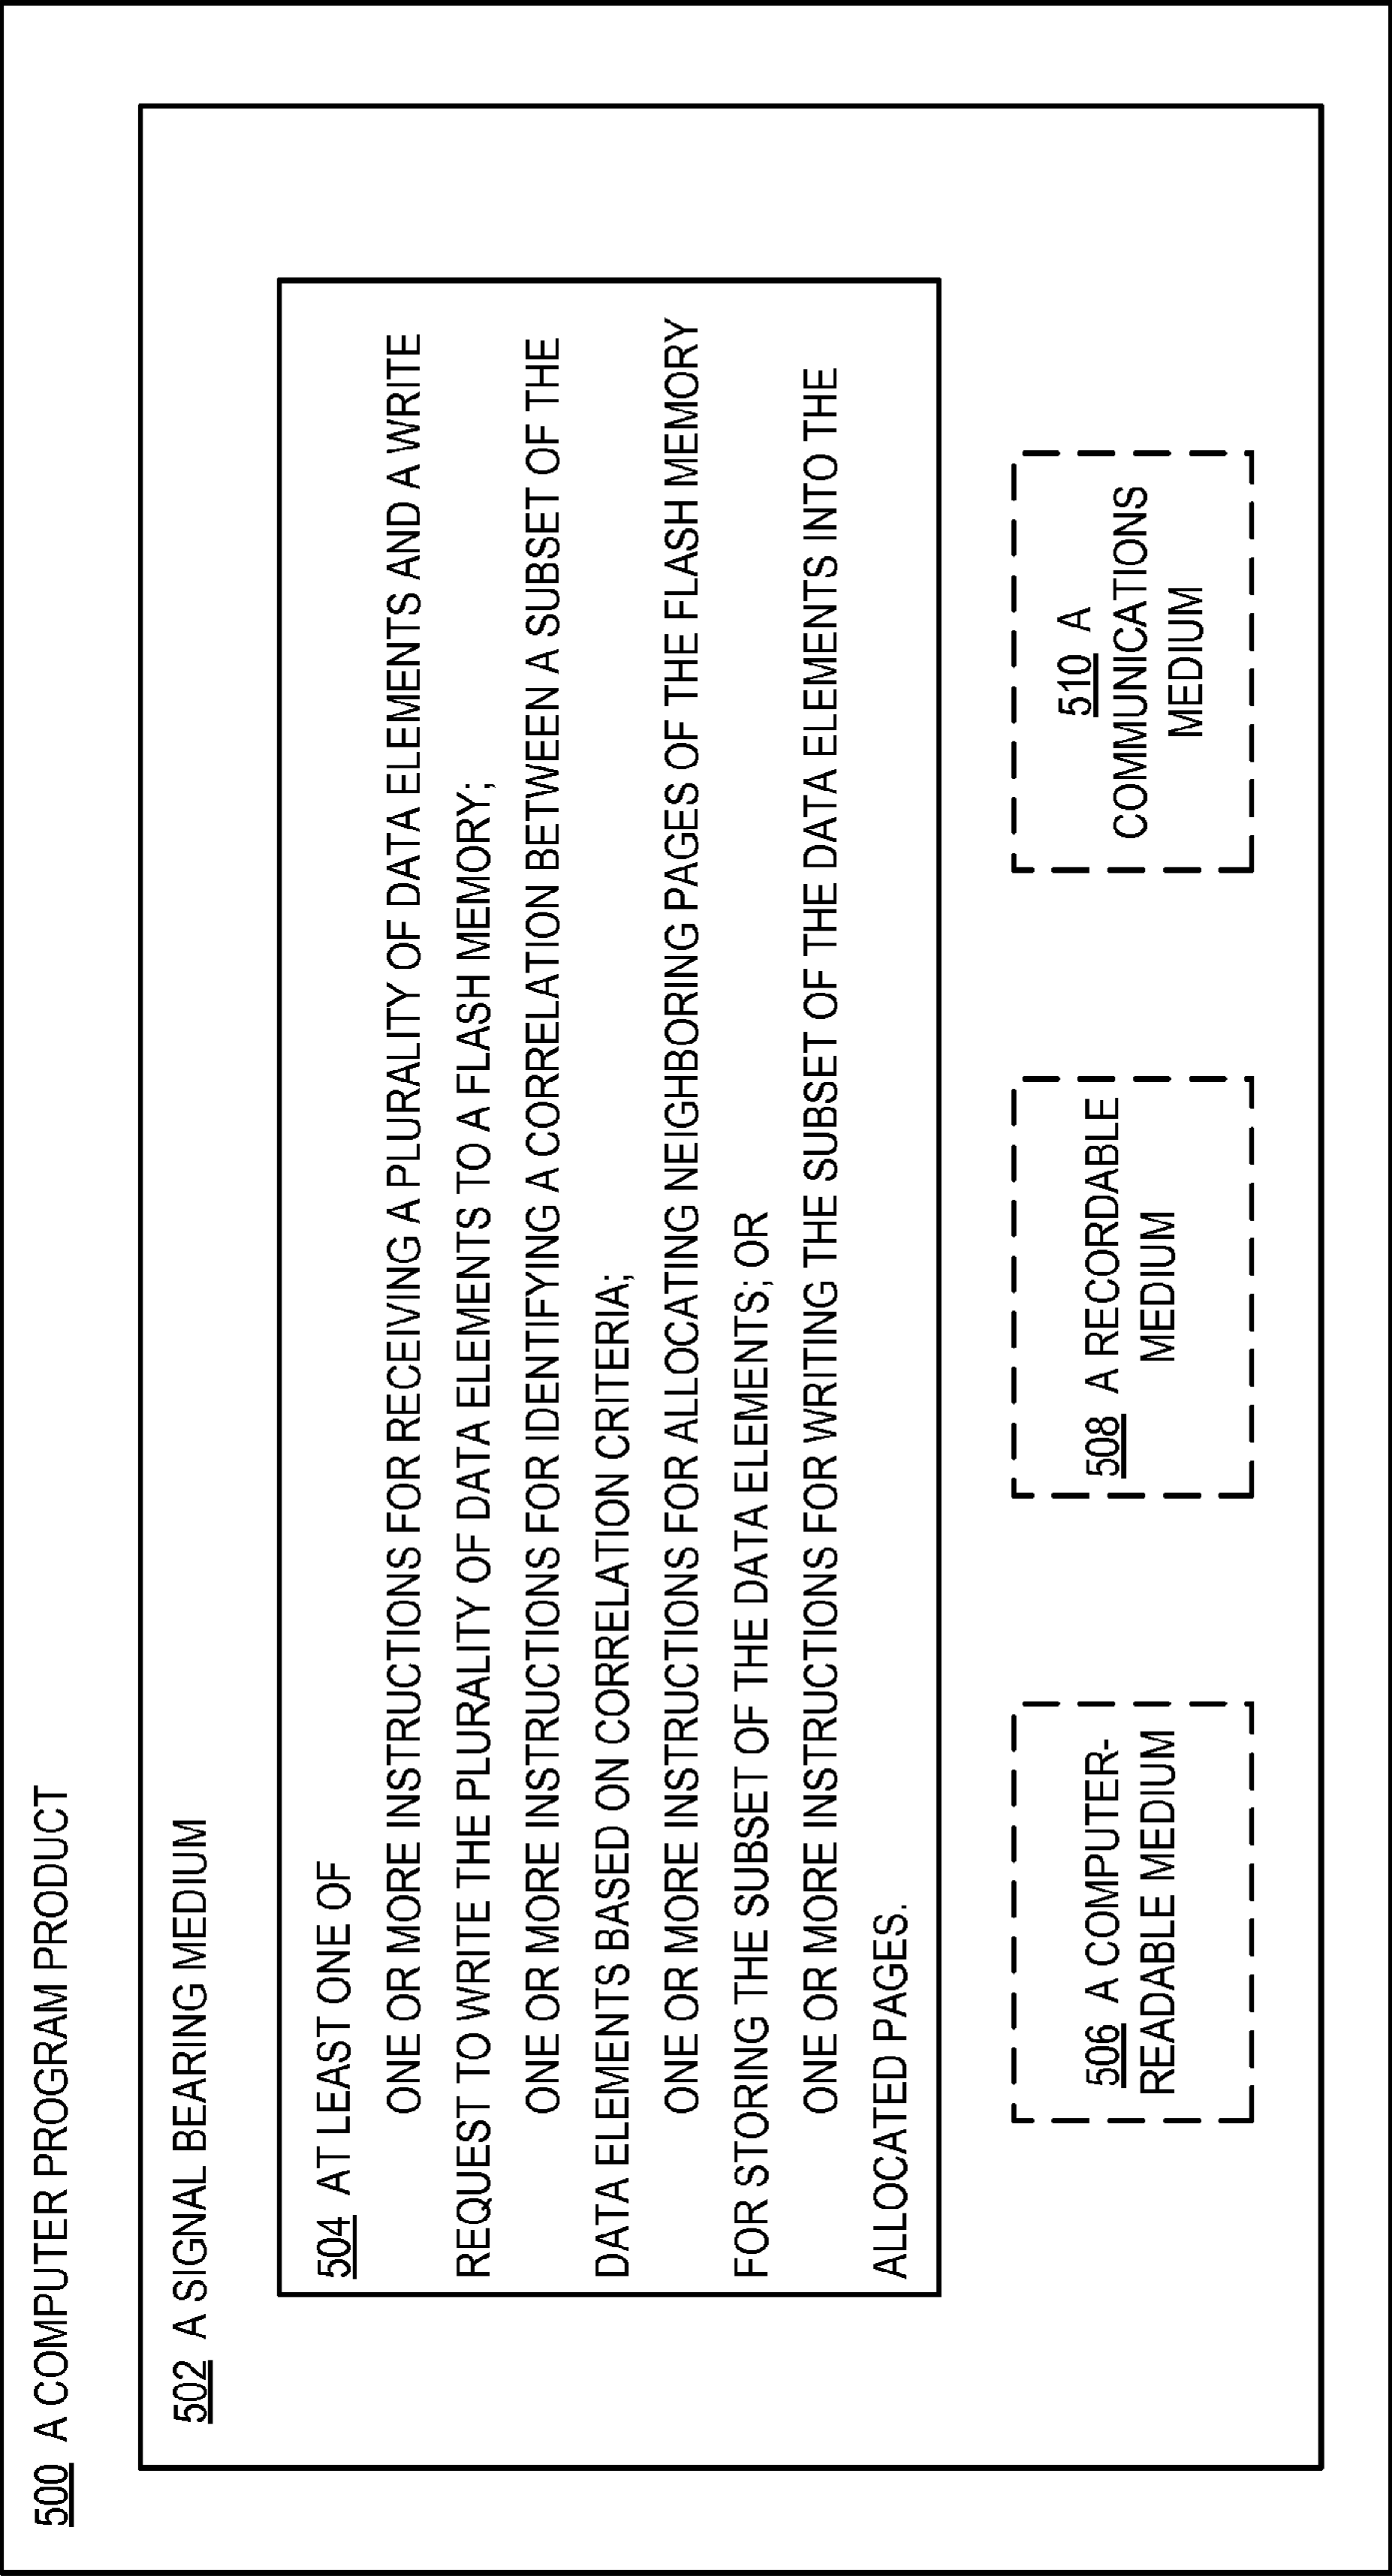 500 A COMPUTER PROGRAM PRODUCT
502 A SIGNAL BEARING MEDIUM
504 AT LEAST ONE OF
ONE OR MORE INSTRUCTIONS FOR RECEIVING A PLURALITY OF DATA ELEMENTS AND A WRITE
REQUEST TO WRITE THE PLURALITY OF DATA ELEMENTS TO A FLASH MEMORY;
ONE OR MORE INSTRUCTIONS FOR IDENTIFYING A CORRELATION BETWEEN A SUBSET OF THE
DATA ELEMENTS BASED ON CORRELATION CRITERIA;
ONE OR MORE INSTRUCTIONS FOR ALLOCATING NEIGHBORING PAGES OF THE FLASH MEMORY
FOR STORING THE SUBSET OF THE DATA ELEMENTS; OR
ONE OR MORE INSTRUCTIONS FOR WRITING THE SUBSET OF THE DATA ELEMENTS INTO THE
ALLOCATED PAGES.
506 A COMPUTER-
READABLE MEDIUM
508 A RECORDABLE
MEDIUM
510 A
COMMUNICATIONS
MEDIUM